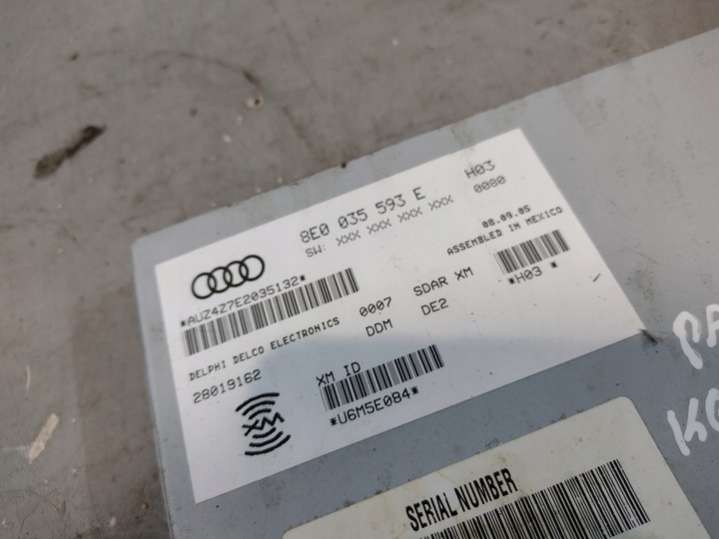 8E0 035 593 E H03
SW: XXX XXX XXX XXX 0080
*AUZ4Z7E2035132*
08.09.05
ASSEMBLED IN MEXICO
DELPHI DELCO ELECTRONICS 0007 SDAR XM *H03 *
28019162 DDM DE2
XM ID
*U6M5E084*
XM
SERIAL NUMBER